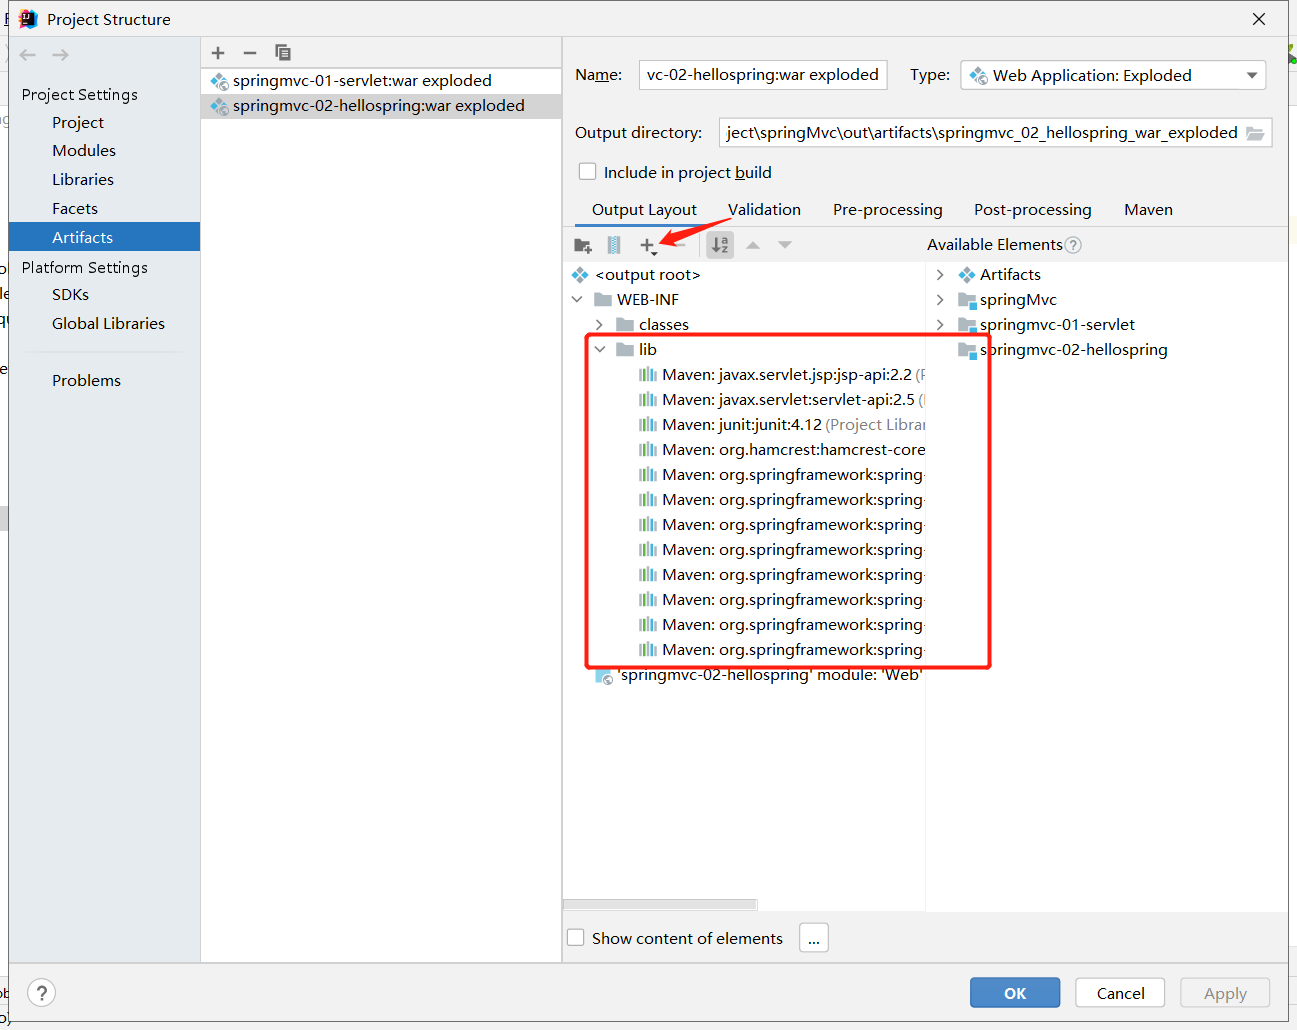 Project Structure
Project Settings
Project
Modules
Libraries
Facets
Artifacts
Platform Settings
SDKs
Global Libraries
Problems
springmvc-01-servlet:war exploded
springmvc-02-hellospring:war exploded
Name: vc-02-hellospring:war exploded Type: Web Application: Exploded
Output directory: ject\springMvc\out\artifacts\springmvc_02_hellospring_war_exploded
Include in project build
Output Layout Validation Pre-processing Post-processing Maven
Available Elements ?
<output root>
WEB-INF
classes
lib
Maven: javax.servlet.jsp:jsp-api:2.2 (P
Maven: javax.servlet:servlet-api:2.5 (
Maven: junit:junit:4.12 (Project Librar
Maven: org.hamcrest:hamcrest-core
Maven: org.springframework:spring-
Maven: org.springframework:spring-
Maven: org.springframework:spring-
Maven: org.springframework:spring-
Maven: org.springframework:spring-
Maven: org.springframework:spring-
Maven: org.springframework:spring-
Maven: org.springframework:spring-
'springmvc-02-hellospring' module: 'Web'
Artifacts
springMvc
springmvc-01-servlet
springmvc-02-hellospring
Show content of elements ...
? OK Cancel Apply